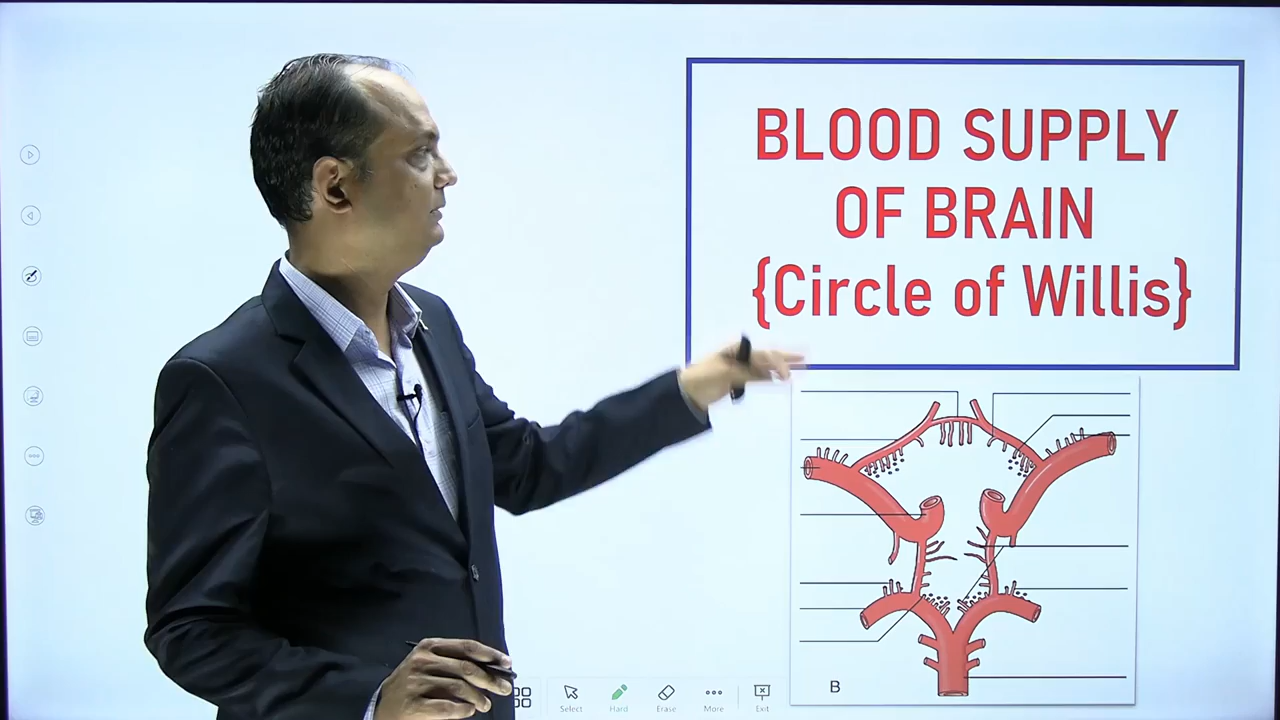 BLOOD SUPPLY
OF BRAIN
{Circle of Willis}
B
Select
Hard
Erase
More
Exit